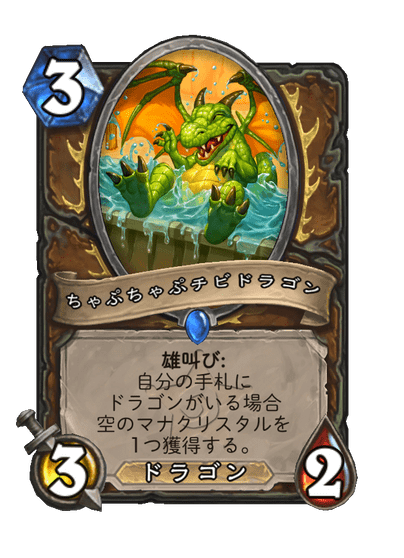 3
ちゃぷちゃぷチビドラゴン
雄叫び:
自分の手札に
ドラゴンがいる場合
空のマナクリスタルを
1つ獲得する。
3
ドラゴン
2